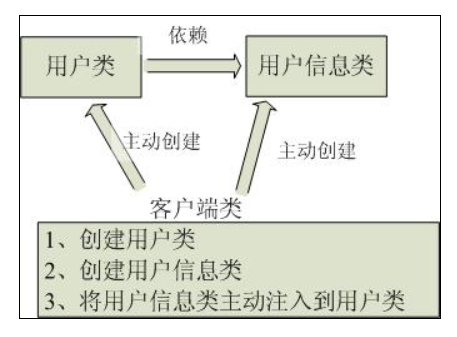 依赖
用户类
用户信息类
主动创建
主动创建
客户端类
1、创建用户类
2、创建用户信息类
3、将用户信息类主动注入到用户类